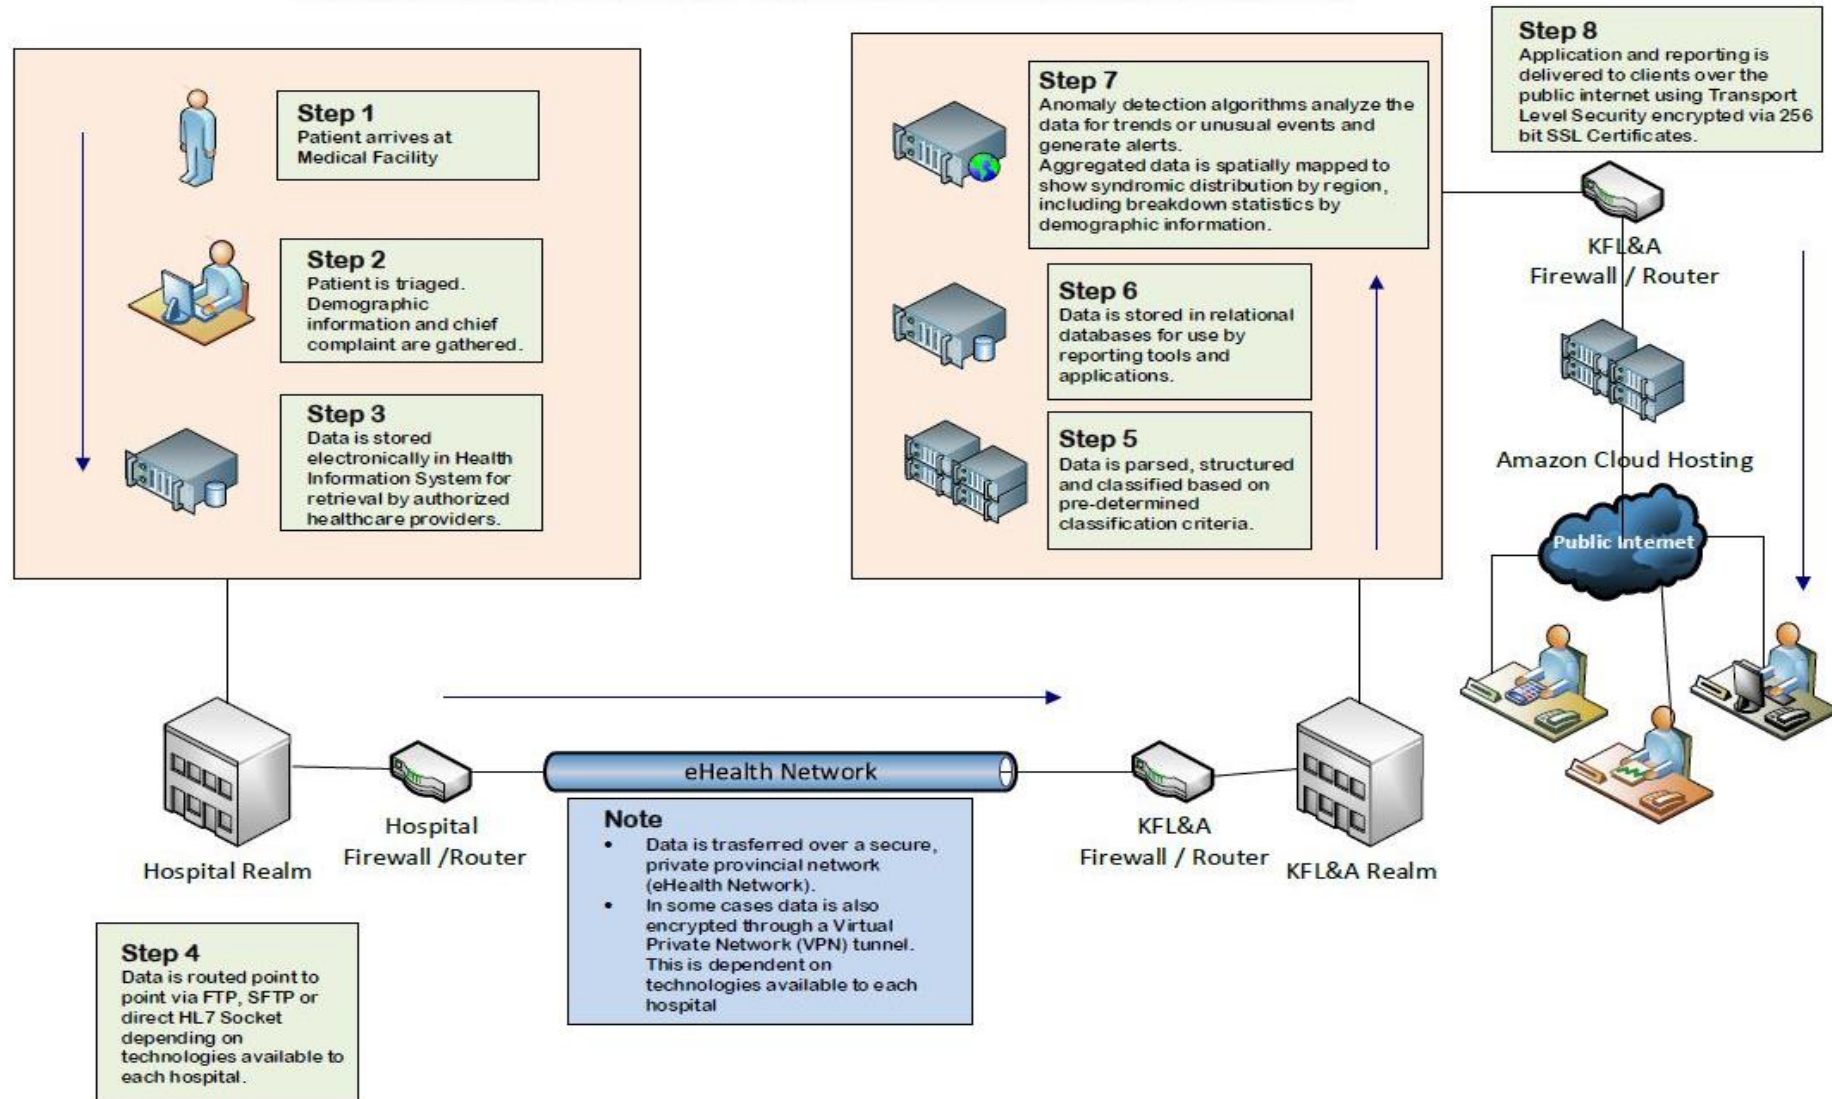 Step 1
Patient arrives at
Medical Facility
Step 2
Patient is triaged.
Demographic
information and chief
complaint are gathered.
Step 3
Data is stored
electronically in Health
Information System for
retrieval by authorized
healthcare providers.
Hospital Realm
Hospital
Firewall /Router
Step 4
Data is routed point to
point via FTP, SFTP or
direct HL7 Socket
depending on
technologies available to
each hospital.
eHealth Network
Note
• Data is trasferred over a secure,
private provincial network
(eHealth Network).
• In some cases data is also
encrypted through a Virtual
Private Network (VPN) tunnel.
This is dependent on
technologies available to each
hospital
KFL&A
Firewall / Router
KFL&A Realm
Step 5
Data is parsed, structured
and classified based on
pre-determined
classification criteria.
Step 6
Data is stored in relational
databases for use by
reporting tools and
applications.
Step 7
Anomaly detection algorithms analyze the
data for trends or unusual events and
generate alerts.
Aggregated data is spatially mapped to
show syndromic distribution by region,
including breakdown statistics by
demographic information.
Step 8
Application and reporting is
delivered to clients over the
public internet using Transport
Level Security encrypted via 256
bit SSL Certificates.
KFL&A
Firewall / Router
Amazon Cloud Hosting
Public Internet